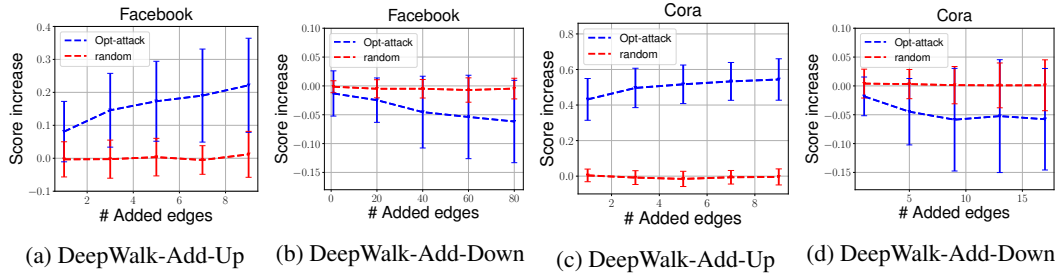 Facebook
Score increase
0.4
0.3
0.2
0.1
0.0
−0.1
Opt-attack
random
2
4
6
8
# Added edges
(a) DeepWalk-Add-Up
Facebook
Score increase
0.05
0.00
−0.05
−0.10
−0.15
Opt-attack
random
0
20
40
60
80
# Added edges
(b) DeepWalk-Add-Down
Cora
Score increase
0.8
0.6
0.4
0.2
0.0
Opt-attack
random
2
4
6
8
# Added edges
(c) DeepWalk-Add-Up
Cora
Score increase
0.05
0.00
−0.05
−0.10
−0.15
Opt-attack
random
5
10
15
# Added edges
(d) DeepWalk-Add-Down